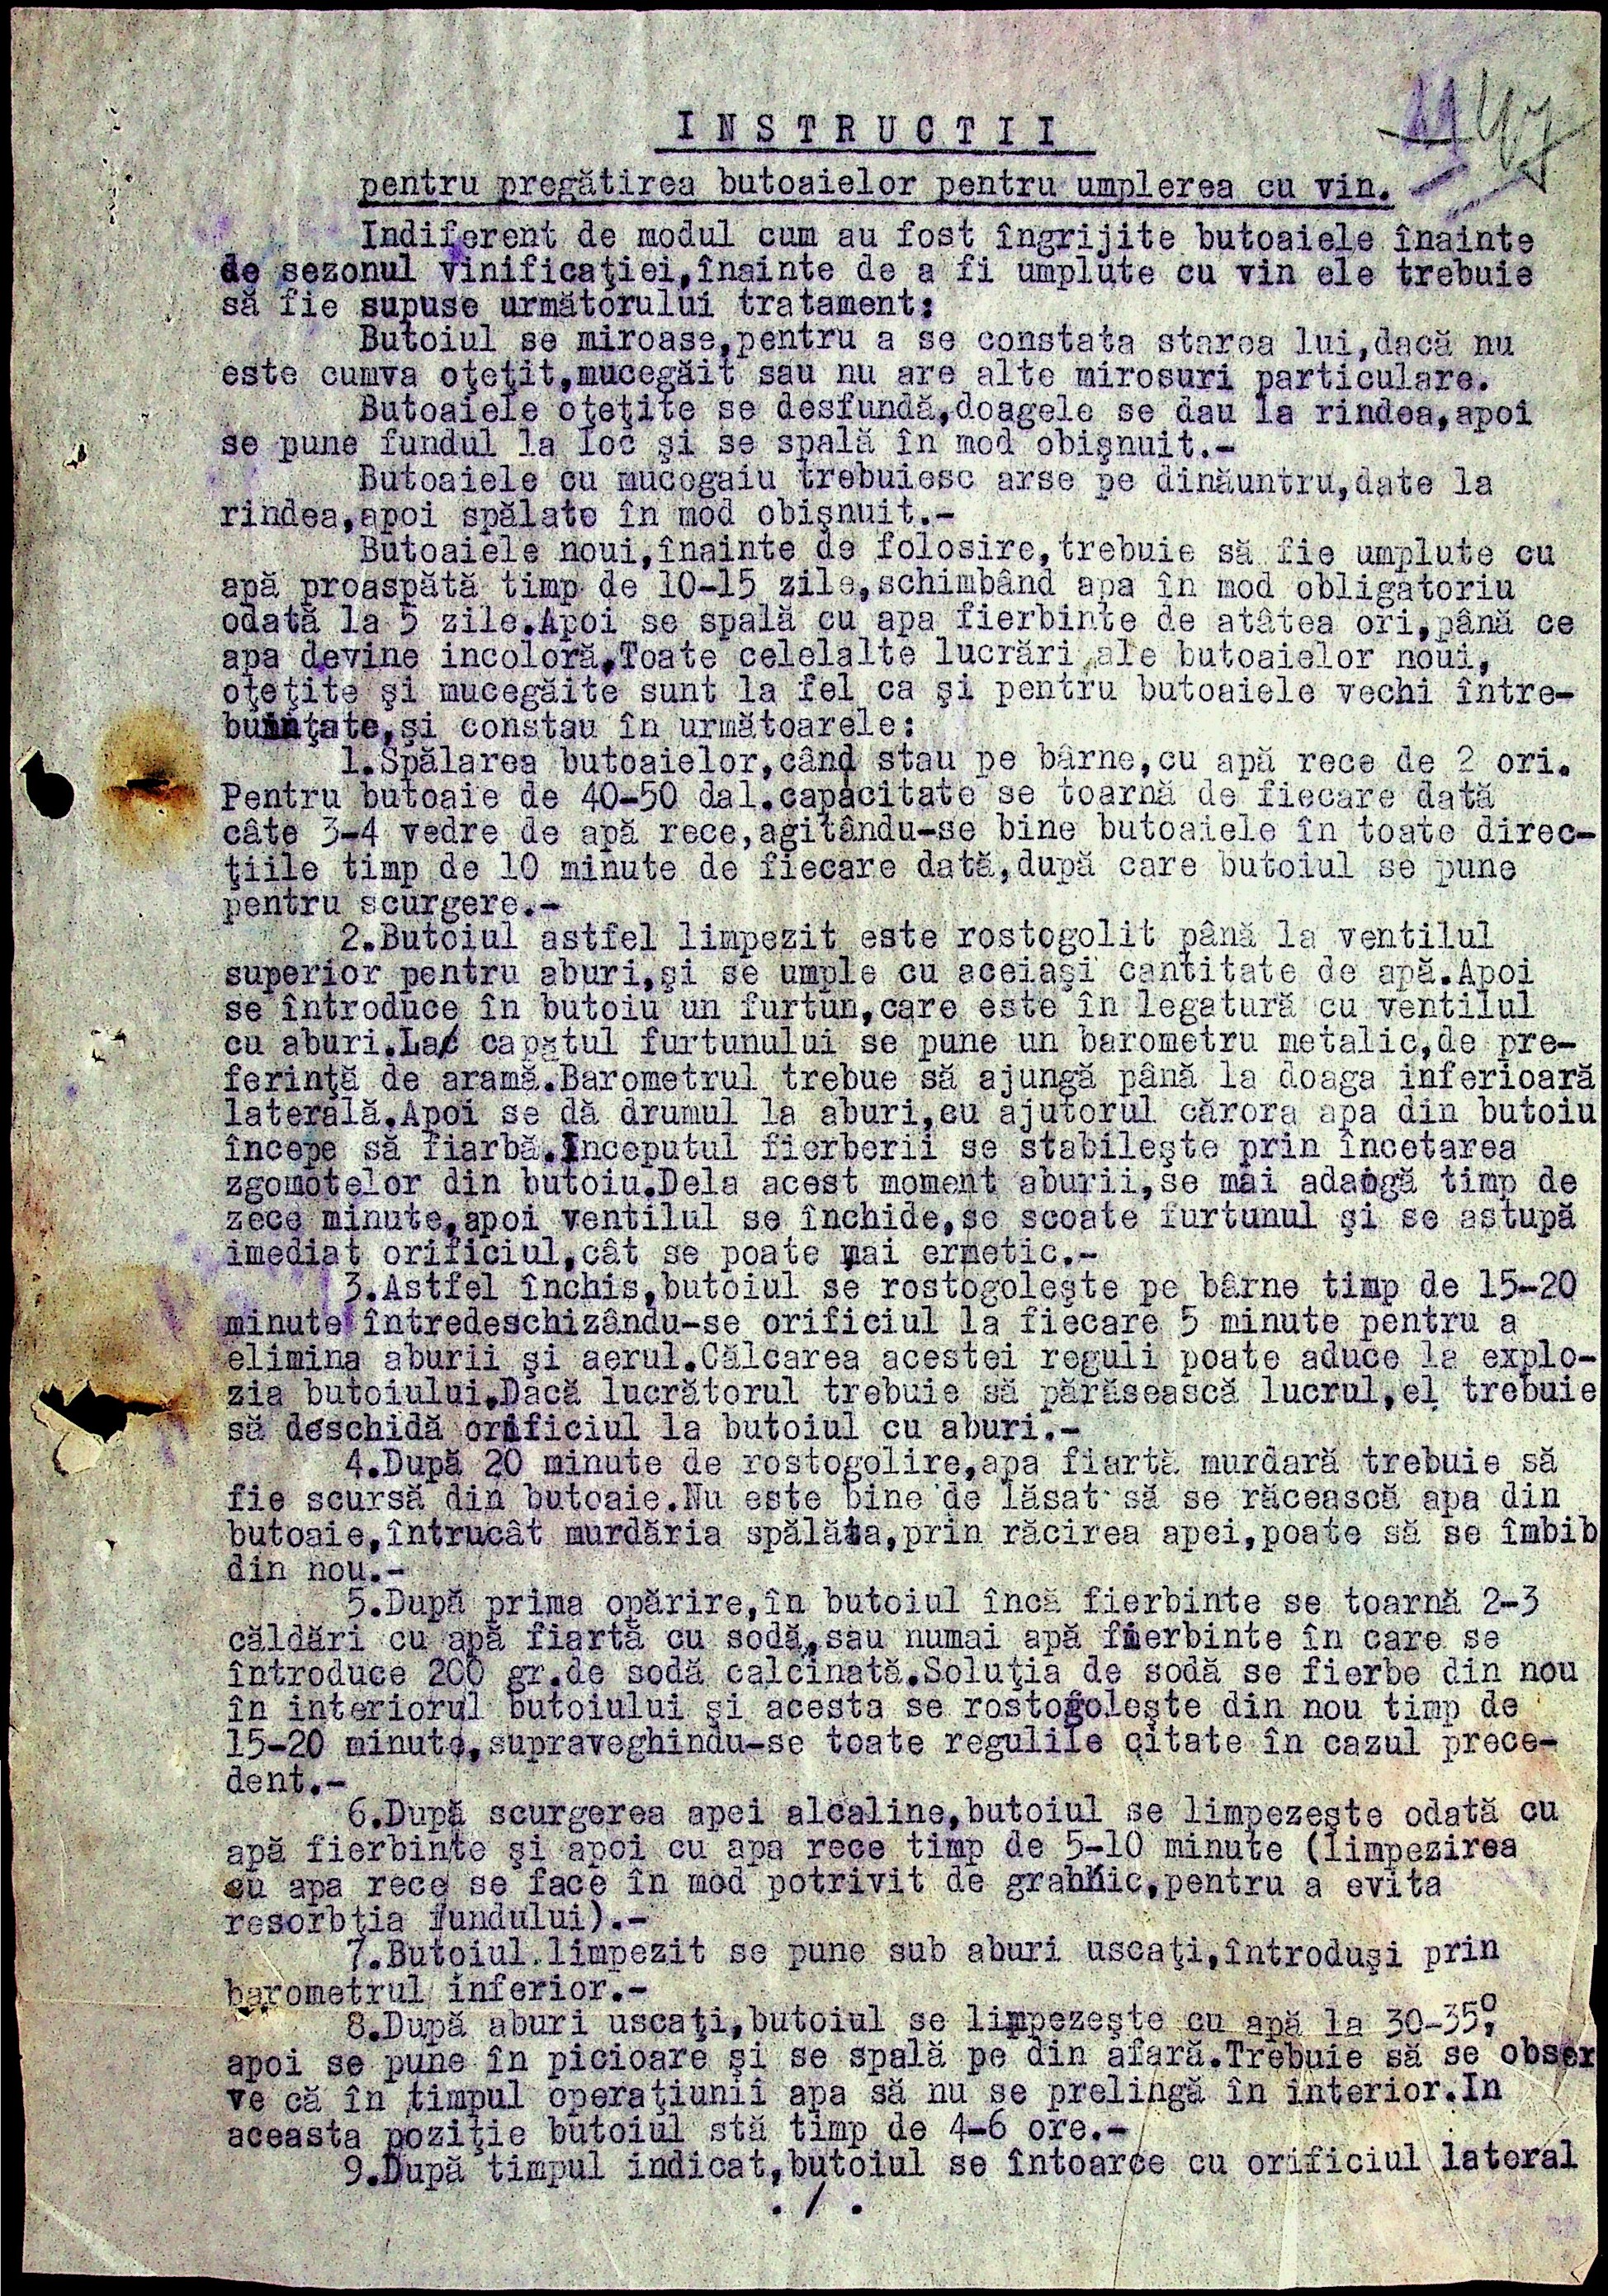 47
I N S T R U C T I I
pentru pregătirea butoaielor pentru umplerea cu vin.
Indiferent de modul cum au fost îngrijite butoaiele înainte
de sezonul vinificaţiei,înainte de a fi umplute cu vin ele trebuie
să fie supuse următorului tratament:
Butoiul se miroase,pentru a se constata starea lui,dacă nu
este cumva oţeţit,mucegăit sau nu are alte mirosuri particulare.
Butoaiele oţeţite se desfundă,doagele se dau la rindea,apoi
se pune fundul la loc şi se spală în mod obişnuit.-
Butoaiele cu mucegaiu trebuiesc arse pe dinăuntru,date la
rindea,apoi spălate în mod obişnuit.-
Butoaiele noui,înainte de folosire,trebuie să fie umplute cu
apă proaspătă timp de 10-15 zile,schimbând apa în mod obligatoriu
odată la 5 zile.Apoi se spală cu apa fierbinte de atâtea ori,până ce
apa devine incoloră.Toate celelalte lucrări ale butoaielor noui,
oţeţite şi mucegăite sunt la fel ca şi pentru butoaiele vechi între-
buinţate,şi constau în următoarele:
1.Spălarea butoaielor,când stau pe bârne,cu apă rece de 2 ori.
Pentru butoaie de 40-50 dal.capacitate se toarnă de fiecare dată
câte 3-4 vedre de apă rece,agitându-se bine butoaiele în toate direc-
ţiile timp de 10 minute de fiecare dată,după care butoiul se pune
pentru scurgere.-
2.Butoiul astfel limpezit este rostogolit până la ventilul
superior pentru aburi,şi se umple cu aceiaşi cantitate de apă.Apoi
se întroduce în butoiu un furtun,care este în legatură cu ventilul
cu aburi.La capătul furtunului se pune un barometru metalic,de pre-
ferinţă de aramă.Barometrul trebue să ajungă până la doaga inferioară
laterală.Apoi se dă drumul la aburi,cu ajutorul cărora apa din butoiu
începe să fiarbă.Inceputul fierberii se stabileşte prin încetarea
zgomotelor din butoiu.Dela acest moment aburii,se mai adaogă timp de
zece minute,apoi ventilul se închide,se scoate furtunul şi se astupă
imediat orificiul,cât se poate mai ermetic.-
3.Astfel închis,butoiul se rostogoleşte pe bârne timp de 15-20
minute întredeschizându-se orificiul la fiecare 5 minute pentru a
elimina aburii şi aerul.Călcarea acestei reguli poate aduce la explo-
zia butoiului.Dacă lucrătorul trebuie să părăsească lucrul,el trebuie
să deschidă orificiul la butoiul cu aburi.-
4.După 20 minute de rostogolire,apa fiartă murdară trebuie să
fie scursă din butoaie.Nu este bine de lăsat să se răcească apa din
butoaie,întrucât murdăria spălăta,prin răcirea apei,poate să se îmbib
din nou.-
5.După prima opărire,în butoiul încă fierbinte se toarnă 2-3
căldări cu apă fiartă cu sodă,sau numai apă fierbinte în care se
întroduce 200 gr.de sodă calcinată.Soluţia de sodă se fierbe din nou
în interiorul butoiului şi acesta se rostogoleşte din nou timp de
15-20 minute,supraveghindu-se toate regulile citate în cazul prece-
dent.-
6.După scurgerea apei alcaline,butoiul se limpezeşte odată cu
apă fierbinte şi apoi cu apa rece timp de 5-10 minute (limpezirea
cu apa rece se face în mod potrivit de grabnic,pentru a evita
resorbţia fundului).-
7.Butoiul limpezit se pune sub aburi uscaţi,întroduşi prin
barometrul inferior.-
8.După aburi uscaţi,butoiul se limpezeşte cu apă la 30-35°,
apoi se pune în picioare şi se spală pe din afară.Trebuie să se obser
ve că în timpul operaţiunii apa să nu se prelingă în interior.In
aceasta poziţie butoiul stă timp de 4-6 ore.-
9.După timpul indicat,butoiul se întoarce cu orificiul lateral
./.